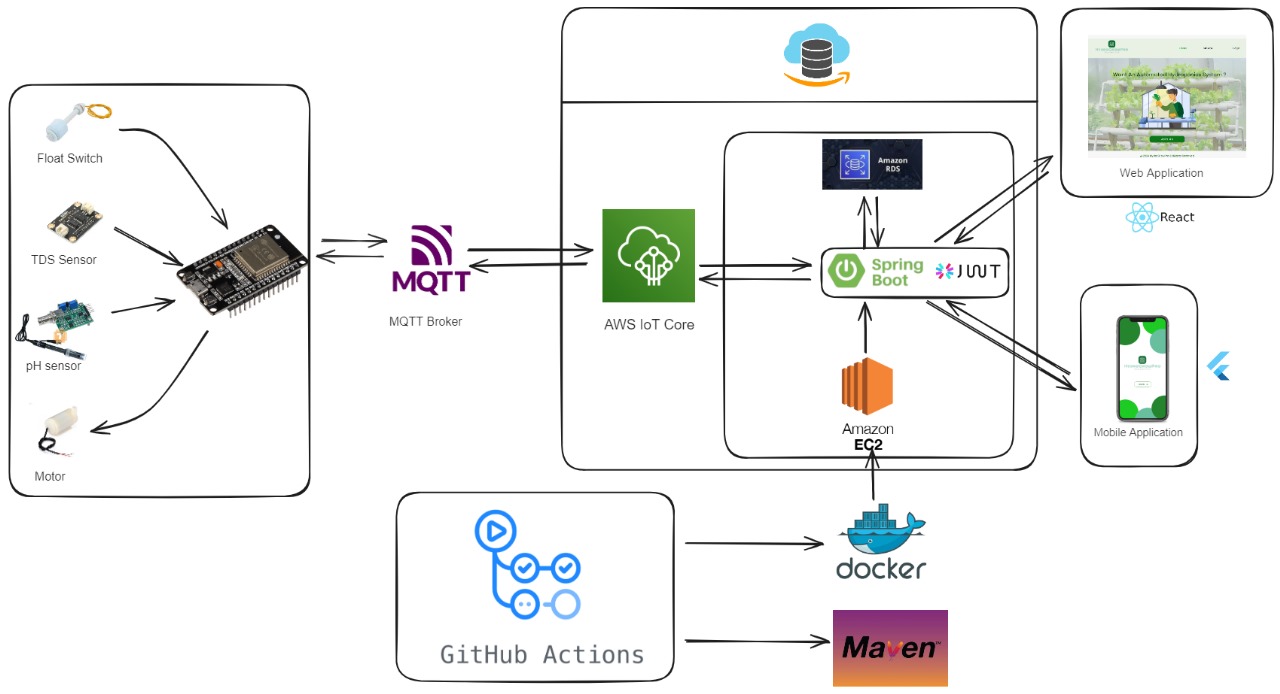 Float Switch
TDS Sensor
pH sensor
Motor
MQTT
MQTT Broker
AWS IoT Core
Amazon
RDS
Spring
Boot
JWT
Amazon
EC2
Web Application
React
Mobile Application
GitHub Actions
docker
Maven